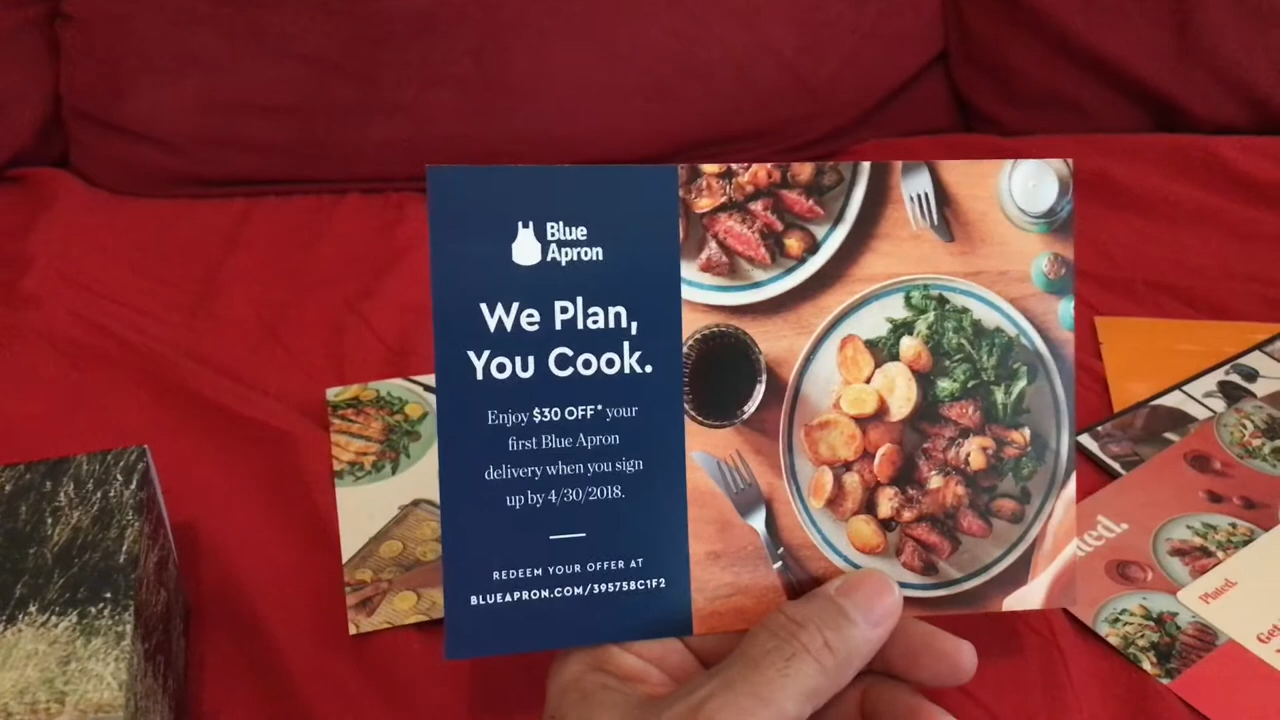 Blue
Apron
We Plan,
You Cook.
Enjoy $30 OFF* your
first Blue Apron
delivery when you sign
up by 4/30/2018.
REDEEM YOUR OFFER AT
BLUEAPRON.COM/395758C1F2
Plated.